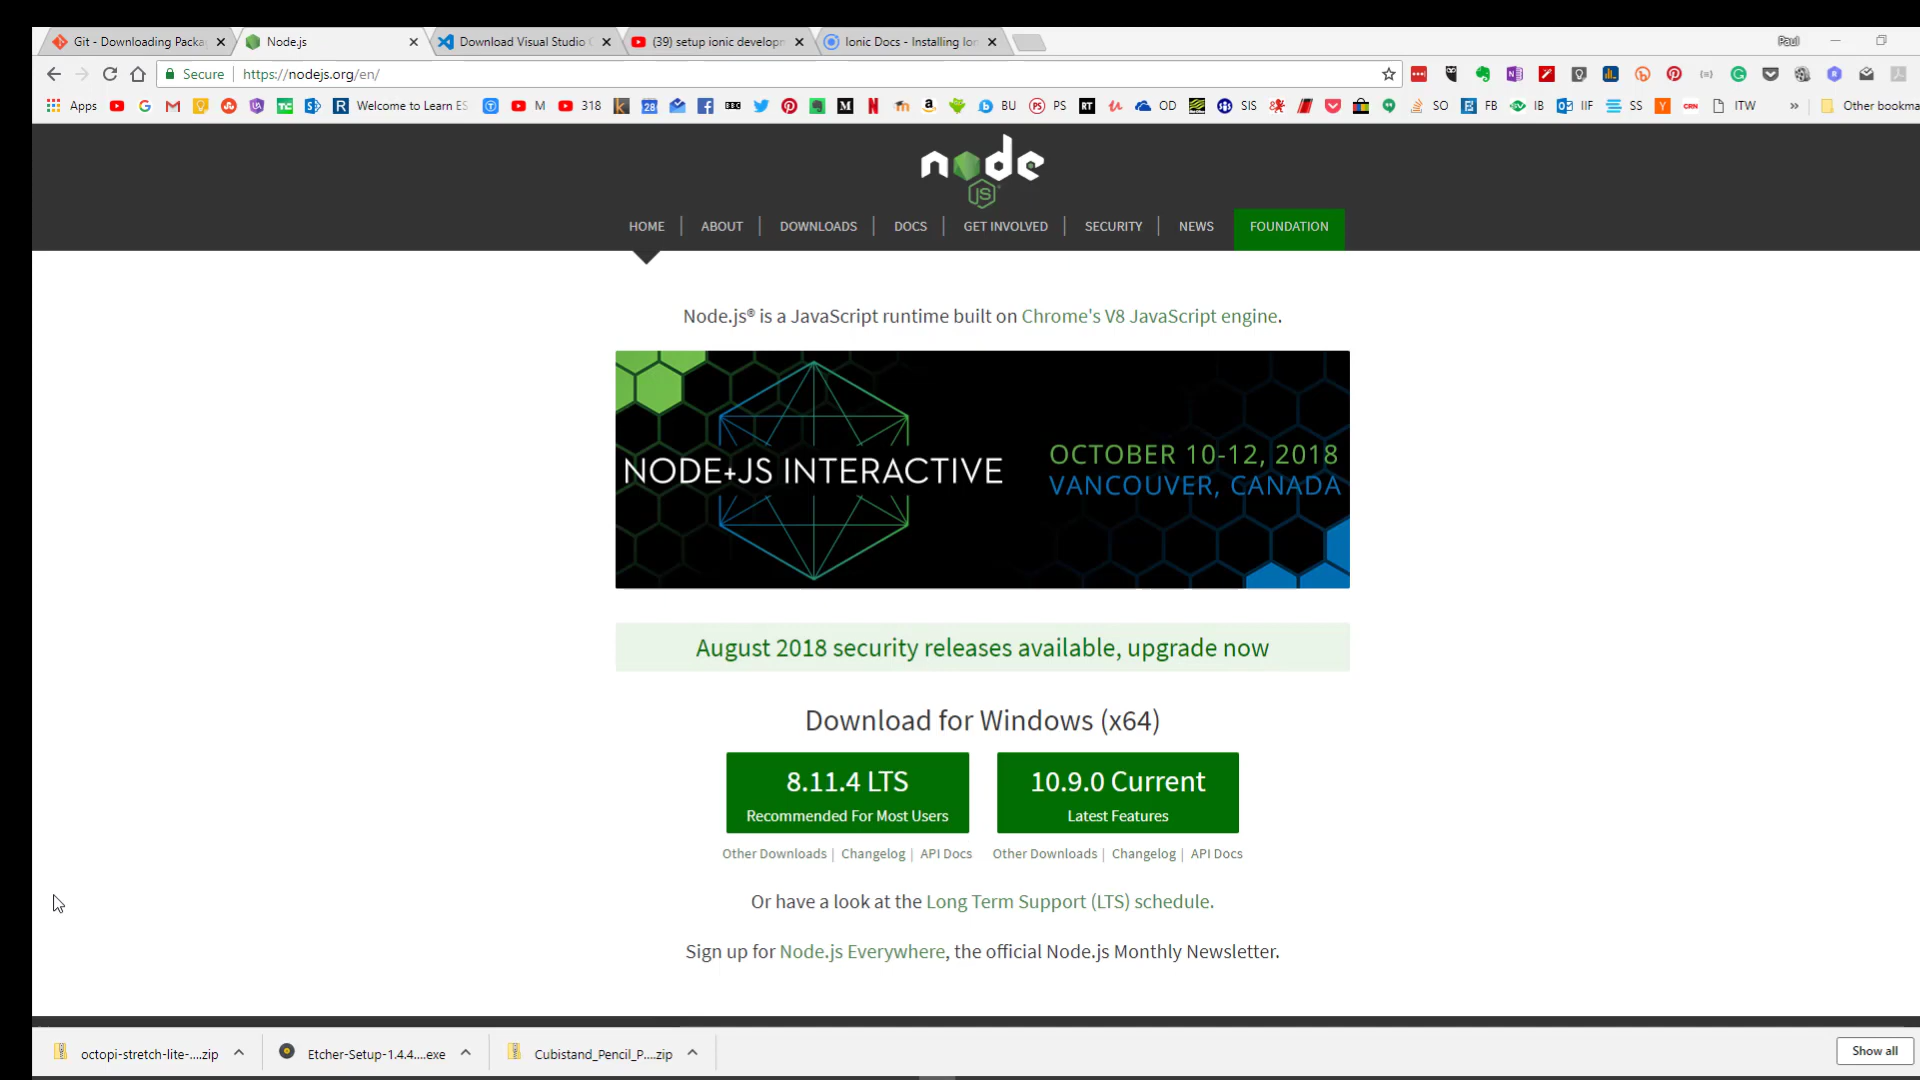 Git - Downloading Packa
Node.js
Download Visual Studio C
(39) setup ionic developm
Ionic Docs - Installing Ion
Paul
Secure
https://nodejs.org/en/
Apps
Welcome to Learn ES
M
318
BU
PS
OD
SIS
SO
FB
IB
IIF
SS
ITW
»
Other bookma
node
JS
HOME
ABOUT
DOWNLOADS
DOCS
GET INVOLVED
SECURITY
NEWS
FOUNDATION
Node.js® is a JavaScript runtime built on Chrome's V8 JavaScript engine.
NODE+JS INTERACTIVE
OCTOBER 10-12, 2018
VANCOUVER, CANADA
August 2018 security releases available, upgrade now
Download for Windows (x64)
8.11.4 LTS
Recommended For Most Users
10.9.0 Current
Latest Features
Other Downloads | Changelog | API Docs
Other Downloads | Changelog | API Docs
Or have a look at the Long Term Support (LTS) schedule.
Sign up for Node.js Everywhere, the official Node.js Monthly Newsletter.
octopi-stretch-lite-....zip
Etcher-Setup-1.4.4....exe
Cubistand_Pencil_P....zip
Show all